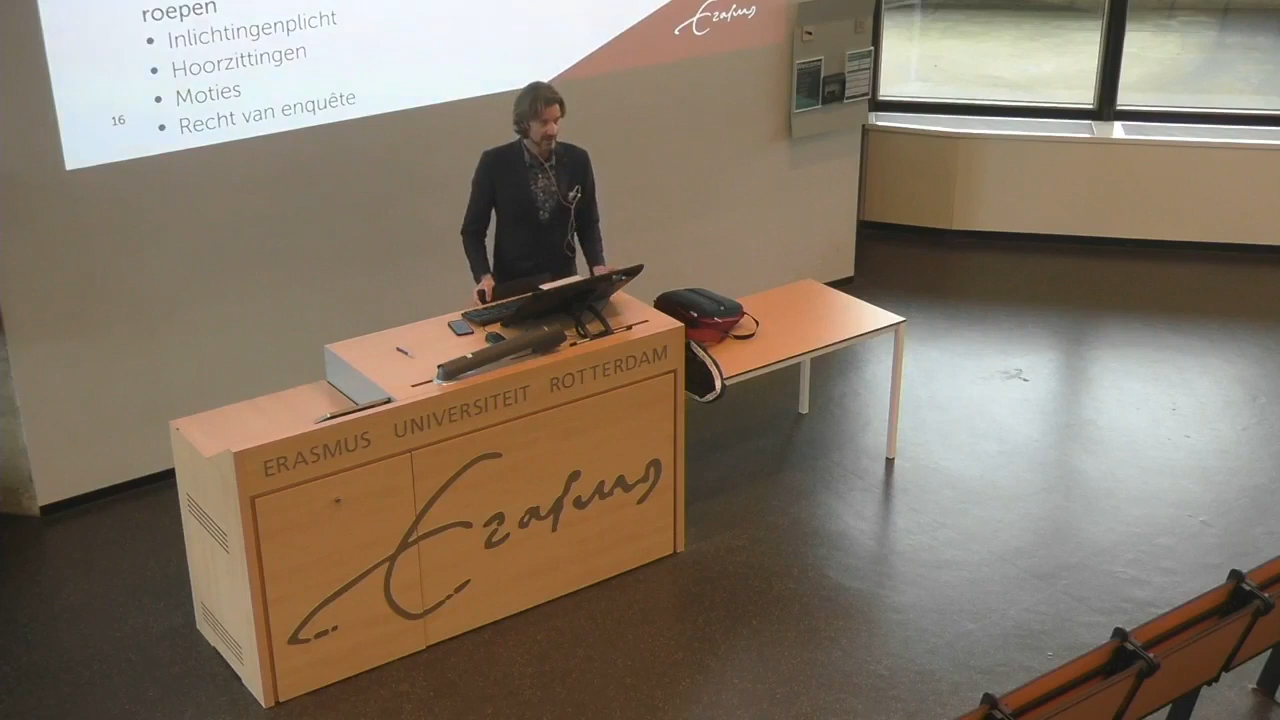 roepen
• Inlichtingenplicht
• Hoorzittingen
• Moties
• Recht van enquête
16
Erasmus
ERASMUS UNIVERSITEIT ROTTERDAM
Erasmus